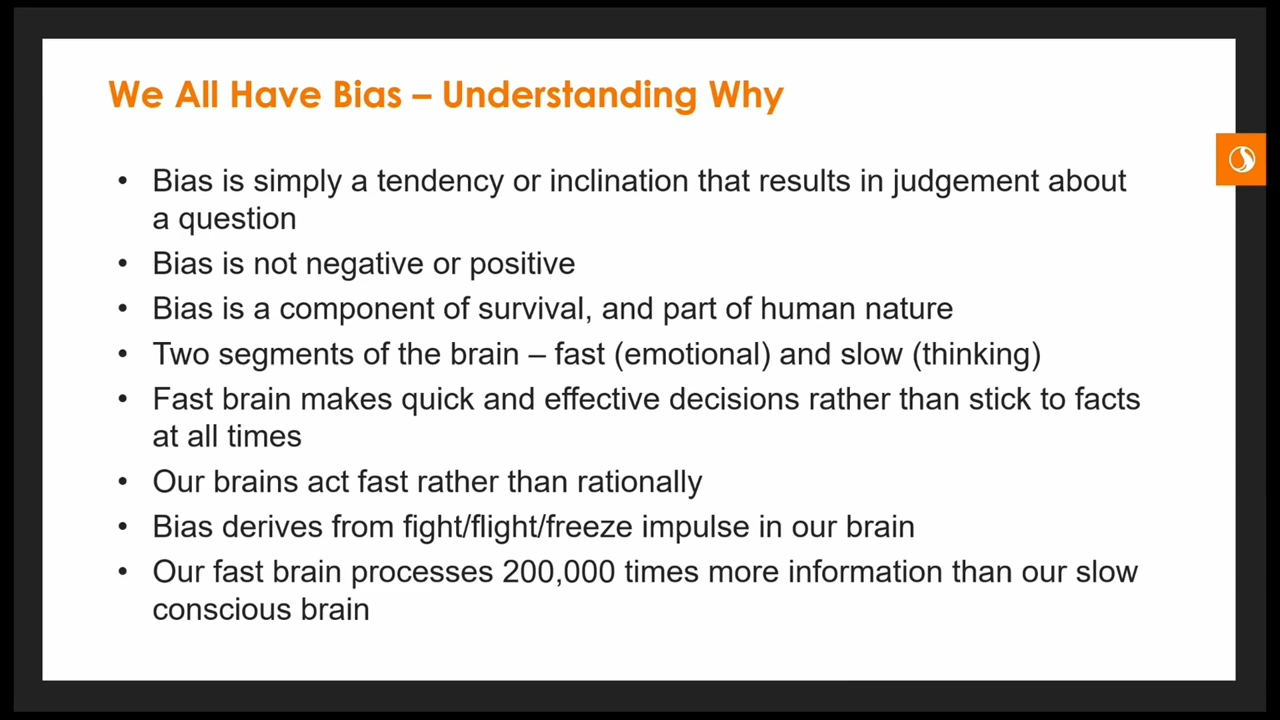 We All Have Bias – Understanding Why
• Bias is simply a tendency or inclination that results in judgement about
a question
• Bias is not negative or positive
• Bias is a component of survival, and part of human nature
• Two segments of the brain – fast (emotional) and slow (thinking)
• Fast brain makes quick and effective decisions rather than stick to facts
at all times
• Our brains act fast rather than rationally
• Bias derives from fight/flight/freeze impulse in our brain
• Our fast brain processes 200,000 times more information than our slow
conscious brain